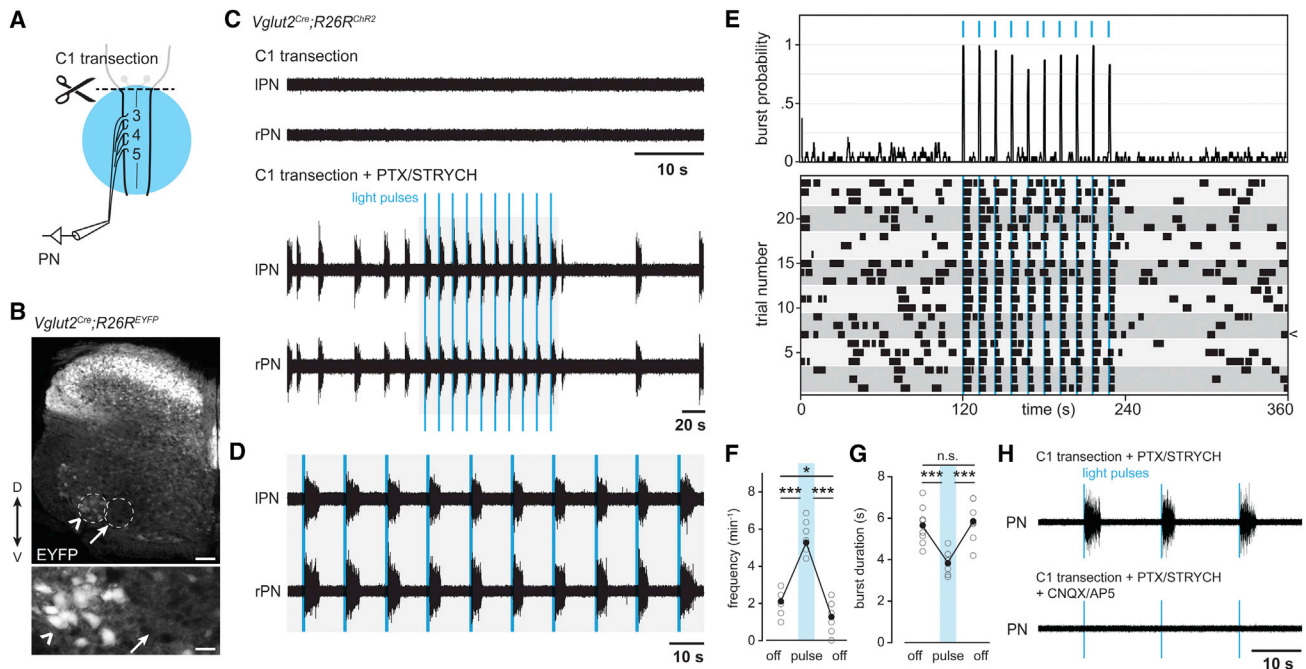 A
C1 transection
3
4
5
PN
B
Vglut2Cre;R26REYFP
D
V
EYFP
C
Vglut2Cre;R26RChR2
C1 transection
lPN
rPN
10 s
C1 transection + PTX/STRYCH
light pulses
lPN
rPN
20 s
D
lPN
rPN
10 s
E
burst probability
1
.5
0
trial number
20
15
10
5
<
0
120
time (s)
240
360
F
frequency (min-1)
8
6
4
2
0
*
*** ***
off pulse off
G
burst duration (s)
8
6
4
2
0
n.s.
*** ***
off pulse off
H
C1 transection + PTX/STRYCH
light pulses
PN
C1 transection + PTX/STRYCH
+ CNQX/AP5
PN
10 s